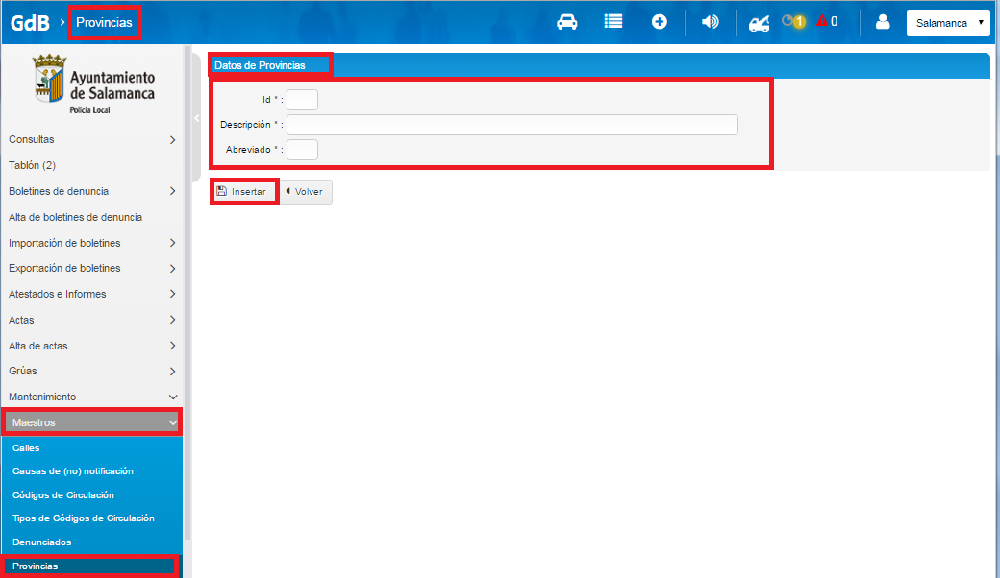 GdB > Provincias
1
0
Salamanca
Ayuntamiento
de Salamanca
Policía Local
Consultas
Tablón (2)
Boletines de denuncia
Alta de boletines de denuncia
Importación de boletines
Exportación de boletines
Atestados e Informes
Actas
Alta de actas
Grúas
Mantenimiento
Maestros
Calles
Causas de (no) notificación
Códigos de Circulación
Tipos de Códigos de Circulación
Denunciados
Provincias
Datos de Provincias
Id * :
Descripción * :
Abreviado * :
Insertar
Volver